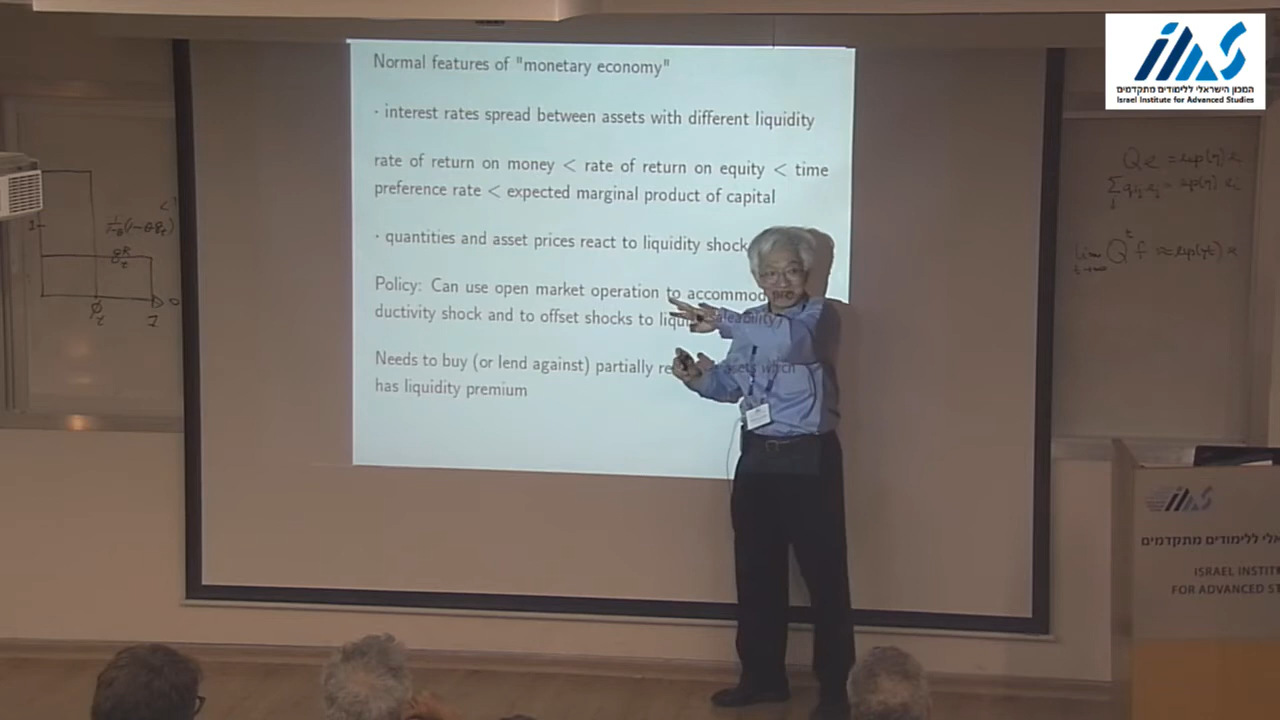 Normal features of "monetary economy"
· interest rates spread between assets with different liquidity
rate of return on money < rate of return on equity < time
preference rate < expected marginal product of capital
· quantities and asset prices react to liquidity shock
Policy: Can use open market operation to accommod
ductivity shock and to offset shocks to liqu saleability)
Needs to buy (or lend against) partially re assets which
has liquidity premium
המכון הישראלי ללימודים מתקדמים
Israel Institute for Advanced Studies
ללימודים מתקדמים
ISRAEL INSTIT
FOR ADVANCED ST